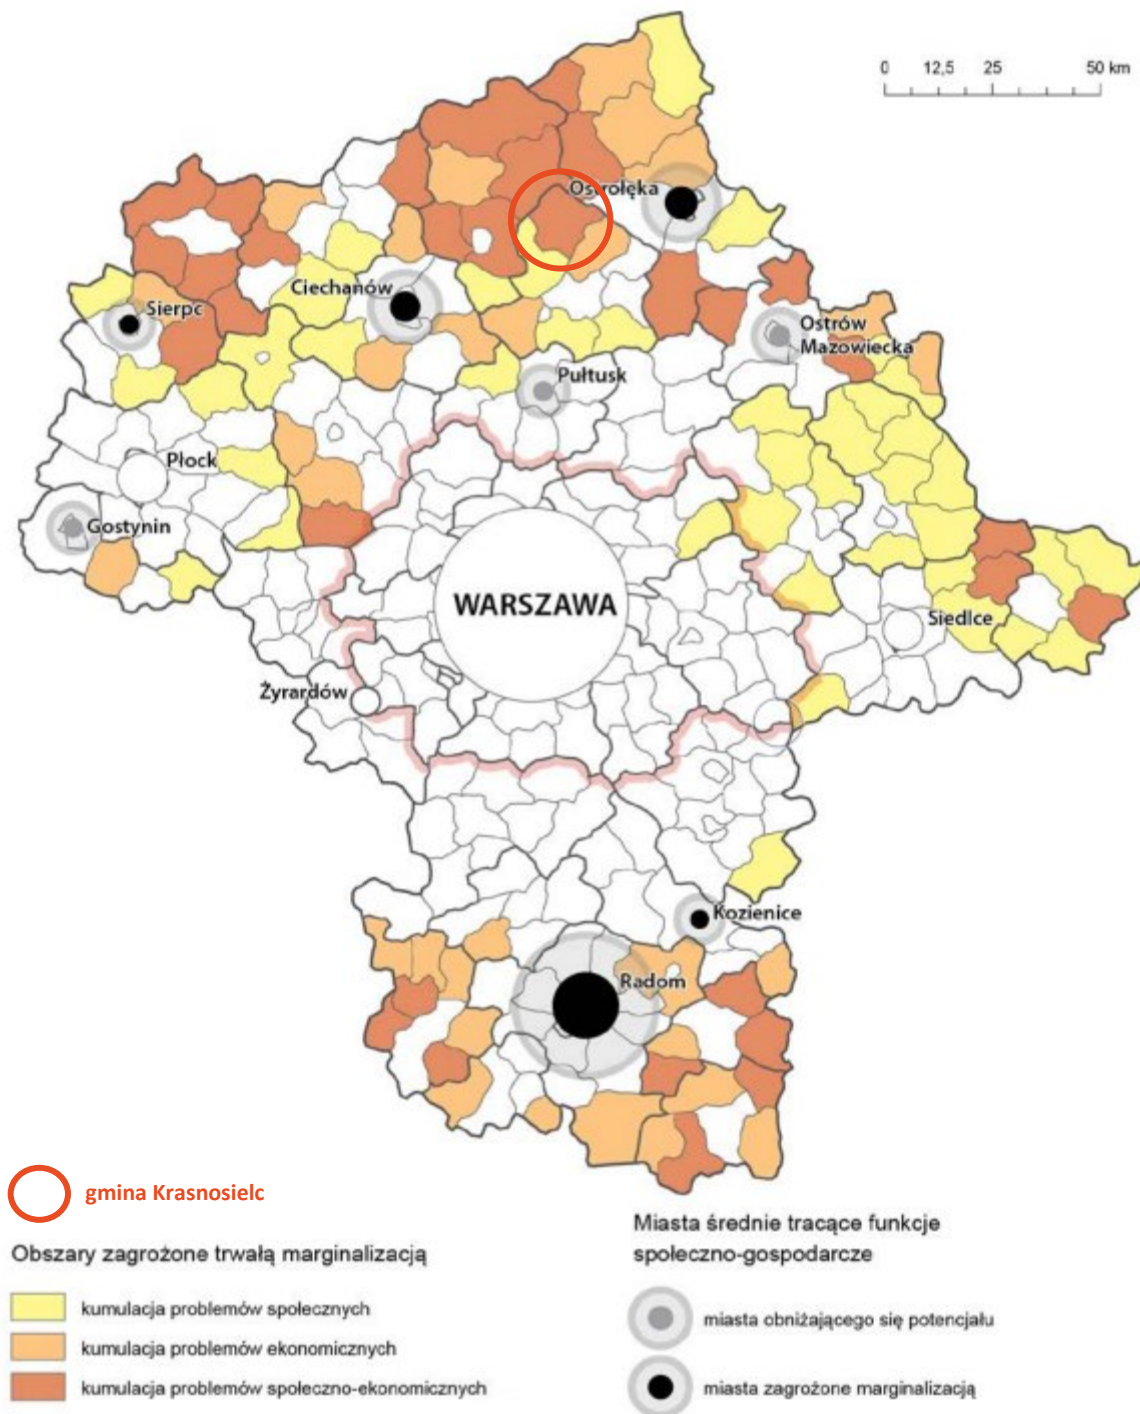 0 12,5 25 50 km
Ostrołęka
Ciechanów
Sierpc
Ostrów
Mazowiecka
Pułtusk
Płock
Gostynin
WARSZAWA
Siedlce
Żyrardów
Kozienice
Radom
gmina Krasnosielc
Obszary zagrożone trwałą marginalizacją
kumulacja problemów społecznych
kumulacja problemów ekonomicznych
kumulacja problemów społeczno-ekonomicznych
Miasta średnie tracące funkcje
społeczno-gospodarcze
miasta obniżającego się potencjału
miasta zagrożone marginalizacją